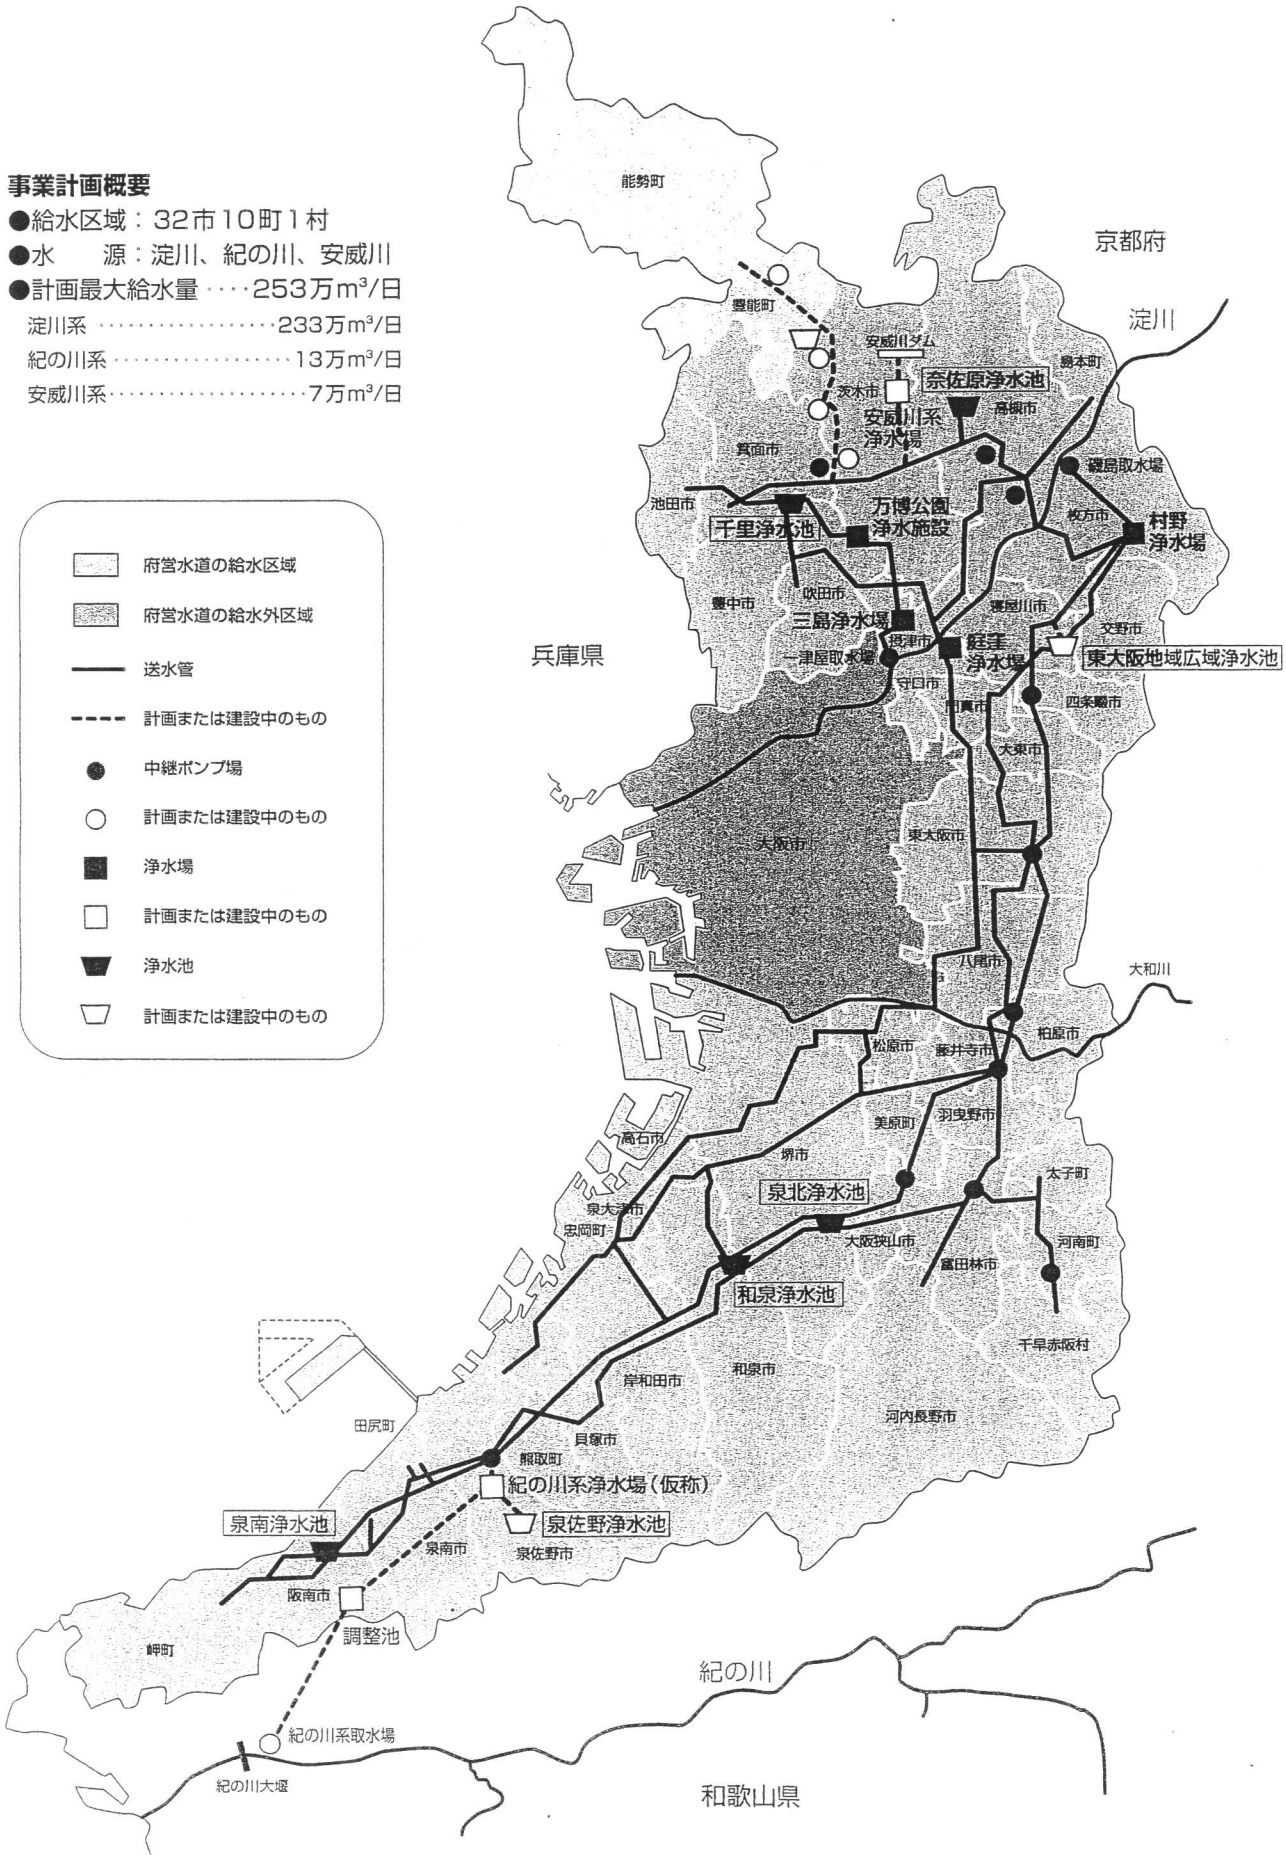 事業計画概要
●給水区域：32市10町1村
●水　　源：淀川、紀の川、安威川
●計画最大給水量‥‥253万m³/日
淀川系‥‥‥‥‥‥‥‥‥233万m³/日
紀の川系‥‥‥‥‥‥‥‥‥13万m³/日
安威川系‥‥‥‥‥‥‥‥‥‥7万m³/日
府営水道の給水区域
府営水道の給水外区域
送水管
計画または建設中のもの
中継ポンプ場
計画または建設中のもの
浄水場
計画または建設中のもの
浄水池
計画または建設中のもの
能勢町
京都府
豊能町
淀川
安威川ダム
島本町
茨木市
奈佐原浄水池
高槻市
安威川系
浄水場
箕面市
磯島取水場
池田市
万博公園
浄水施設
千里浄水池
枚方市
村野
浄水場
吹田市
豊中市
寝屋川市
三島浄水場
交野市
摂津市
庭窪
浄水場
兵庫県
一津屋取水場
東大阪地域広域浄水池
守口市
門真市
四条畷市
大東市
大阪市
東大阪市
八尾市
大和川
柏原市
松原市
藤井寺市
美原町
羽曳野市
高石市
堺市
太子町
泉北浄水池
泉大津市
忠岡町
大阪狭山市
河南町
富田林市
和泉浄水池
千早赤阪村
和泉市
岸和田市
河内長野市
田尻町
貝塚市
熊取町
紀の川系浄水場（仮称）
泉南浄水池
泉佐野浄水池
泉南市
泉佐野市
阪南市
調整池
岬町
紀の川
紀の川系取水場
紀の川大堰
和歌山県